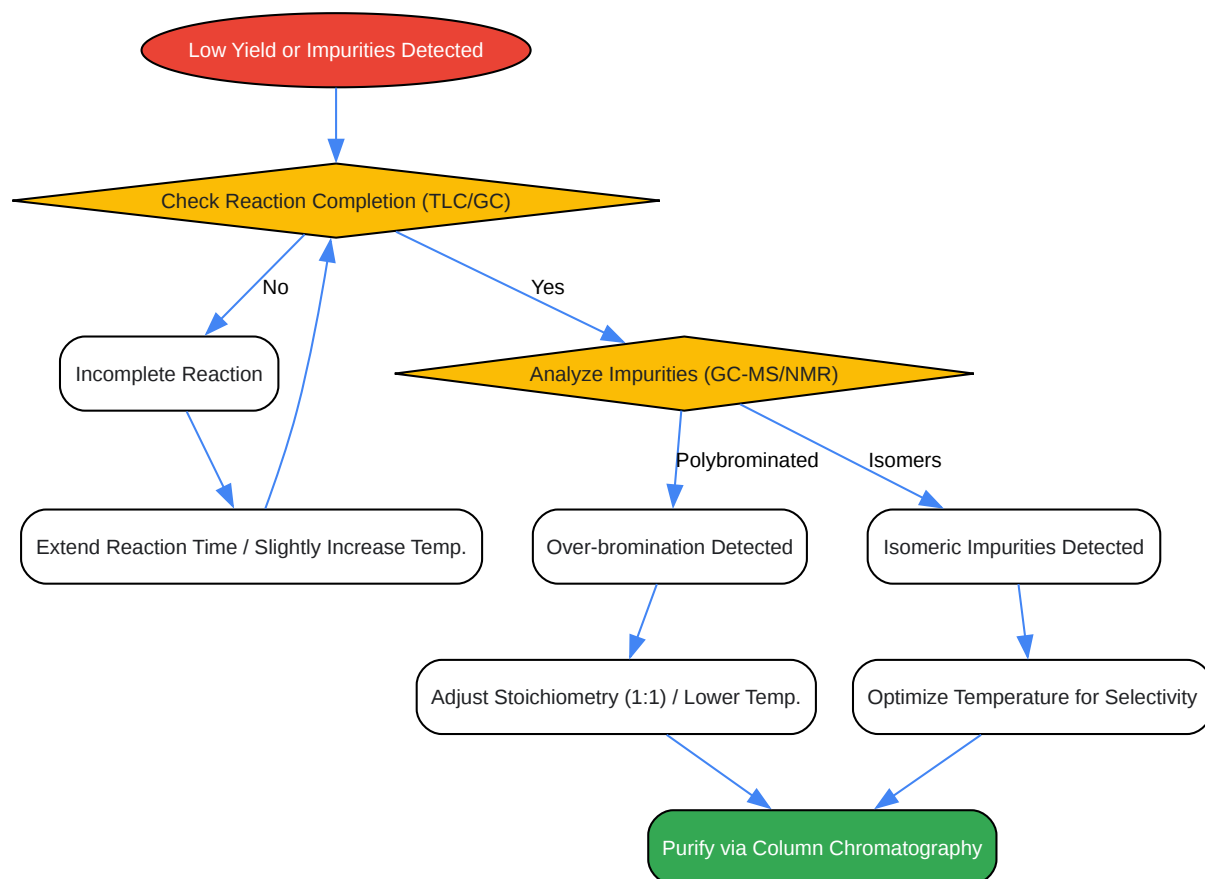 Low Yield or Impurities Detected
Check Reaction Completion (TLC/GC)
No
Yes
Incomplete Reaction
Analyze Impurities (GC-MS/NMR)
Polybrominated
Isomers
Extend Reaction Time / Slightly Increase Temp.
Over-bromination Detected
Isomeric Impurities Detected
Adjust Stoichiometry (1:1) / Lower Temp.
Optimize Temperature for Selectivity
Purify via Column Chromatography